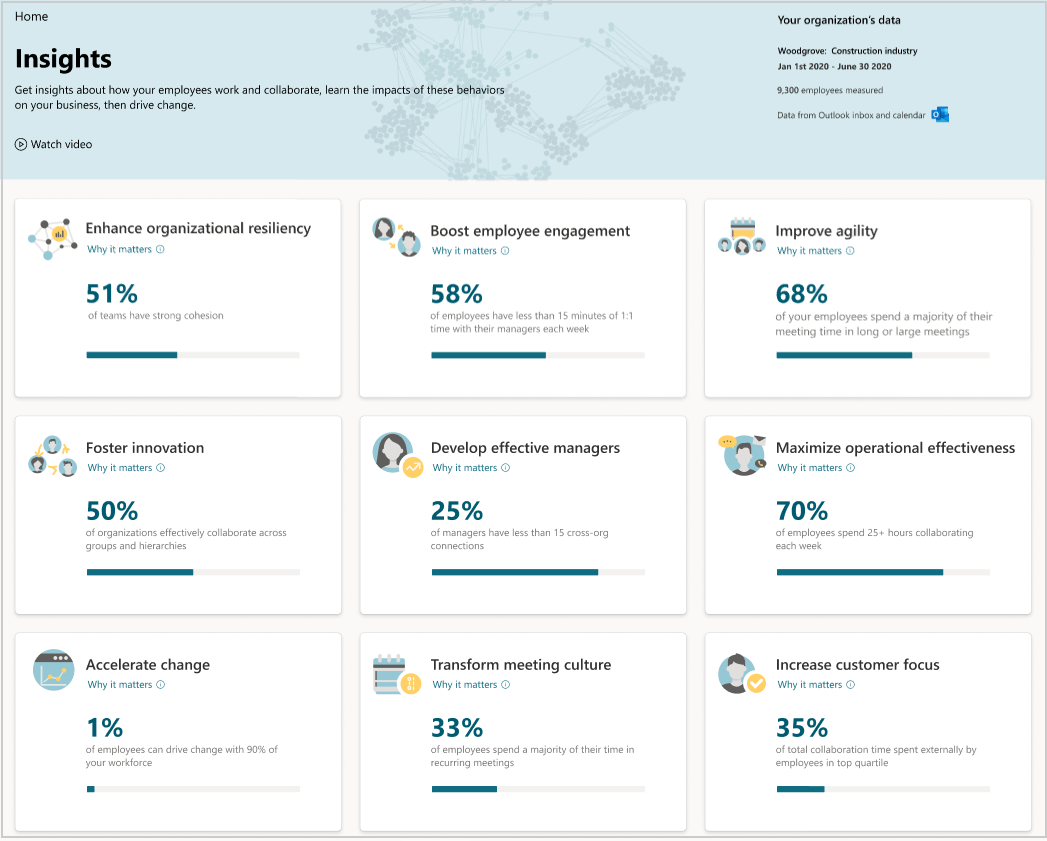 Home
Insights
Get insights about how your employees work and collaborate, learn the impacts of these behaviors
on your business, then drive change.
Watch video
Your organization's data
Woodgrove: Construction industry
Jan 1st 2020 - June 30 2020
9,300 employees measured
Data from Outlook inbox and calendar
Enhance organizational resiliency
Why it matters
51%
of teams have strong cohesion
Boost employee engagement
Why it matters
58%
of employees have less than 15 minutes of 1:1
time with their managers each week
Improve agility
Why it matters
68%
of your employees spend a majority of their
meeting time in long or large meetings
Foster innovation
Why it matters
50%
of organizations effectively collaborate across
groups and hierarchies
Develop effective managers
Why it matters
25%
of managers have less than 15 cross-org
connections
Maximize operational effectiveness
Why it matters
70%
of employees spend 25+ hours collaborating
each week
Accelerate change
Why it matters
1%
of employees can drive change with 90% of
your workforce
Transform meeting culture
Why it matters
33%
of employees spend a majority of their time in
recurring meetings
Increase customer focus
Why it matters
35%
of total collaboration time spent externally by
employees in top quartile